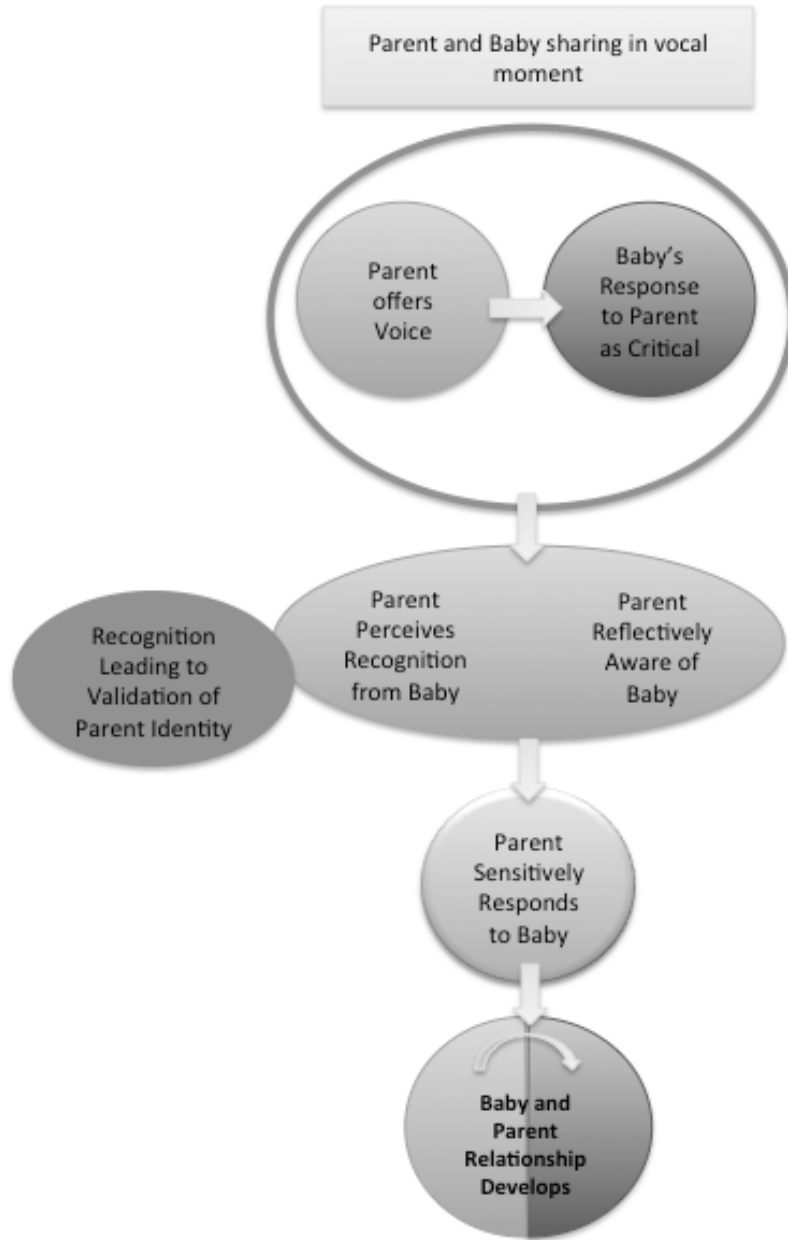 Parent and Baby sharing in vocal
moment
Parent
offers
Voice
Baby’s
Response
to Parent
as Critical
Parent
Perceives
Recognition
from Baby
Parent
Reflectively
Aware of
Baby
Recognition
Leading to
Validation of
Parent Identity
Parent
Sensitively
Responds
to Baby
Baby and
Parent
Relationship
Develops